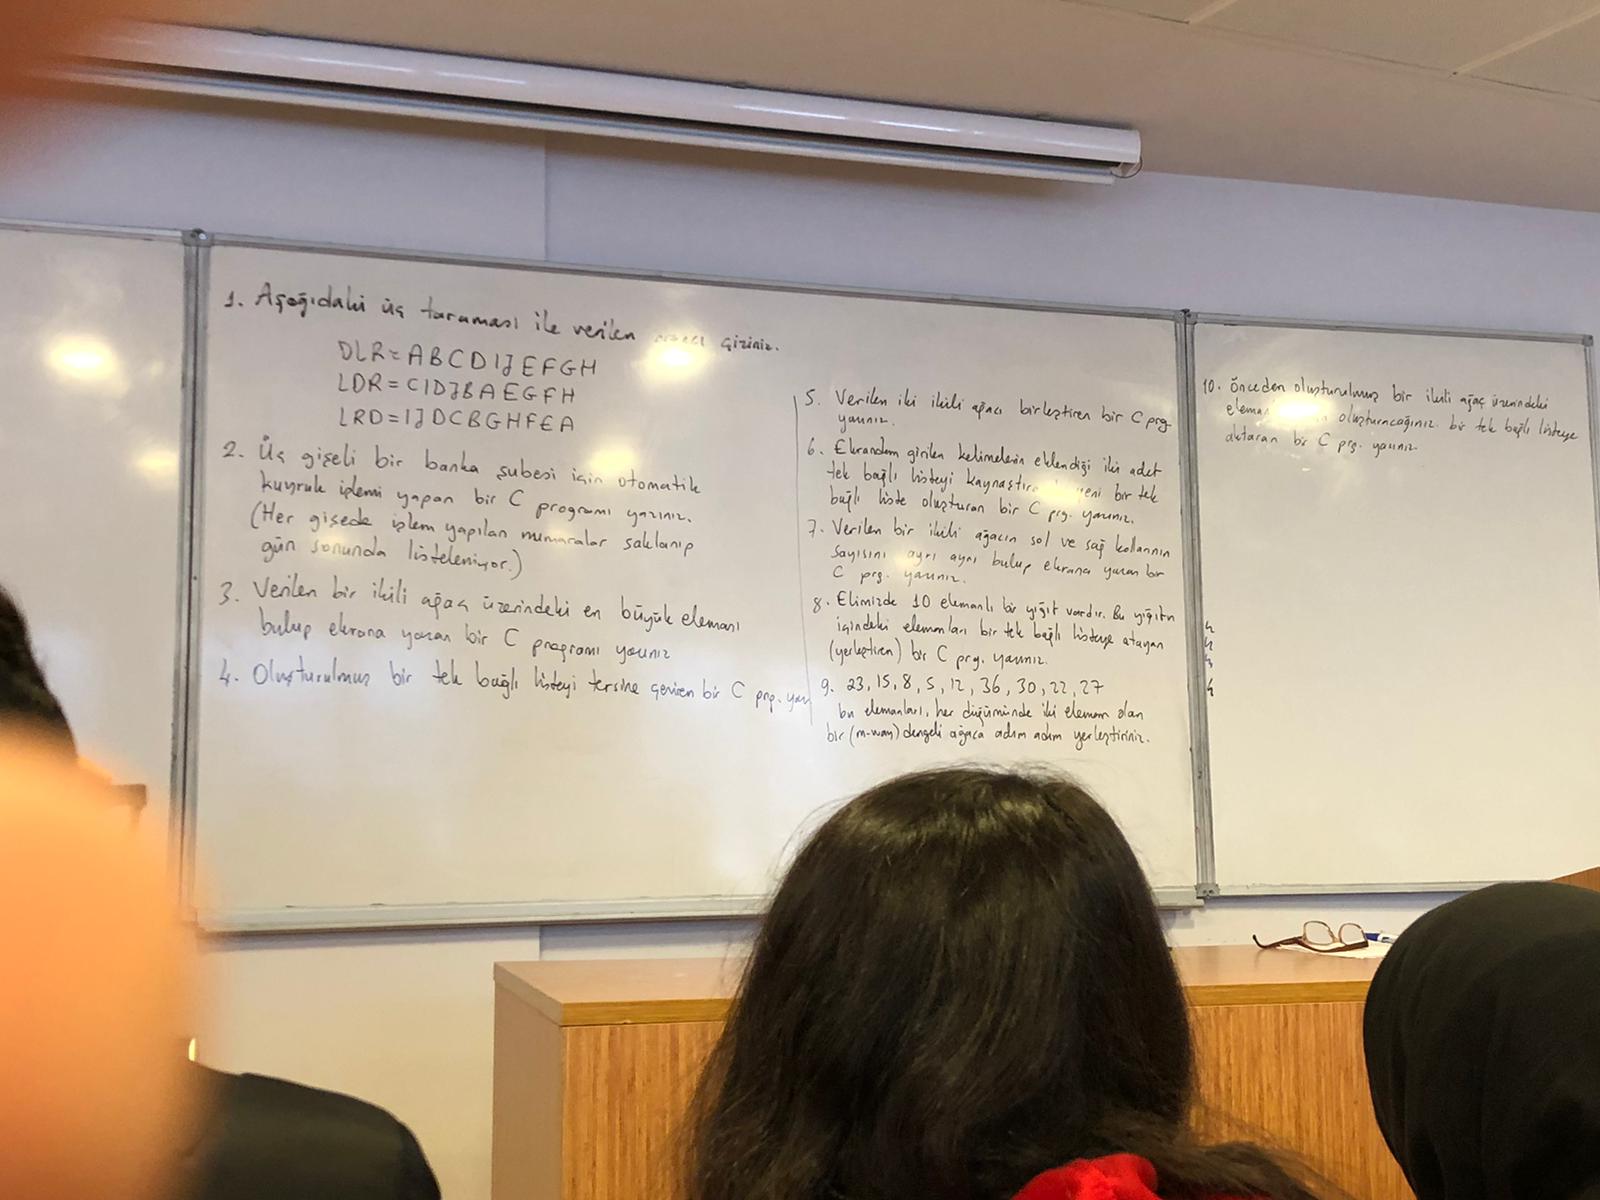 1. Aşağıdaki üç taraması ile verilen ağacı çiziniz.
DLR = A B C D I J E F G H
LDR = C I D J B A E G F H
LRD = I J D C B G H F E A
2. Üç gişeli bir banka şubesi için otomatik
kuyruk işlemi yapan bir C programı yazınız.
(Her gişede işlem yapılan numaralar saklanıp
gün sonunda listeleniyor.)
3. Verilen bir ikili ağaç üzerindeki en büyük elemanı
bulup ekrana yazan bir C programı yazınız
4. Oluşturulmuş bir tek bağlı listeyi tersine çeviren bir C prg. yaz
5. Verilen iki ikili ağacı birleştiren bir C prg.
yazınız.
6. Ekrandan girilen kelimelerin eklendiği iki adet
tek bağlı listeyi yeni bir tek
bağlı liste oluşturan bir C prg. yazınız.
7. Verilen bir ikili ağacın sol ve sağ kollarının
sayısını ayrı ayrı bulup ekrana yazan bir
C prg. yazınız.
8. Elimizde 10 elemanlı bir yığıt vardır. Bu yığıtın
içindeki elemanları bir tek bağlı listeye atayan
(yerleştiren) bir C prg. yazınız.
9. 23, 15, 8, 5, 12, 36, 30, 22, 27
bu elemanları, her düğümünde iki eleman olan
bir (m-way) dengeli ağaca adım adım yerleştiriniz.
10. Önceden oluşturulmuş bir ikili ağaç üzerindeki
oluşturacağınız bir tek bağlı listeye
aktaran bir C prg. yazınız.